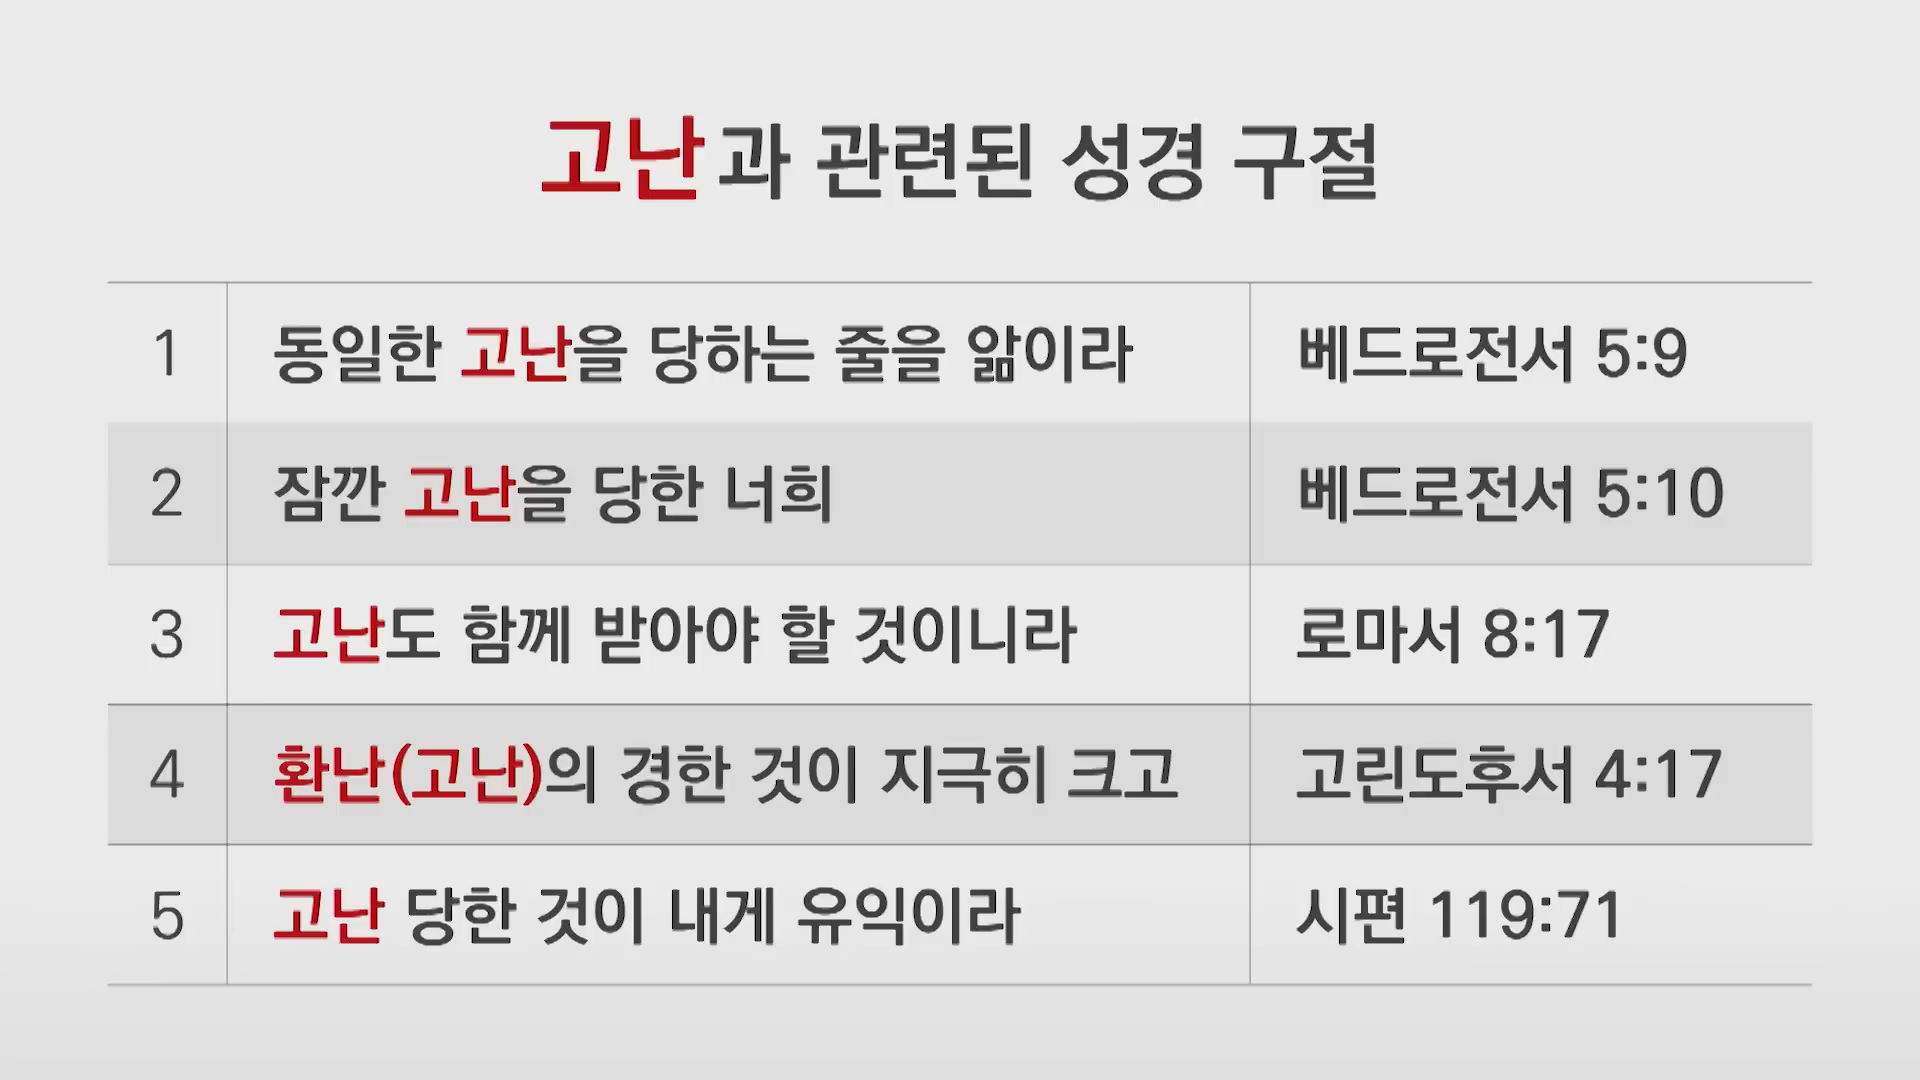 고난과 관련된 성경 구절
1 동일한 고난을 당하는 줄을 앎이라 베드로전서 5:9
2 잠깐 고난을 당한 너희 베드로전서 5:10
3 고난도 함께 받아야 할 것이니라 로마서 8:17
4 환난(고난)의 경한 것이 지극히 크고 고린도후서 4:17
5 고난 당한 것이 내게 유익이라 시편 119:71